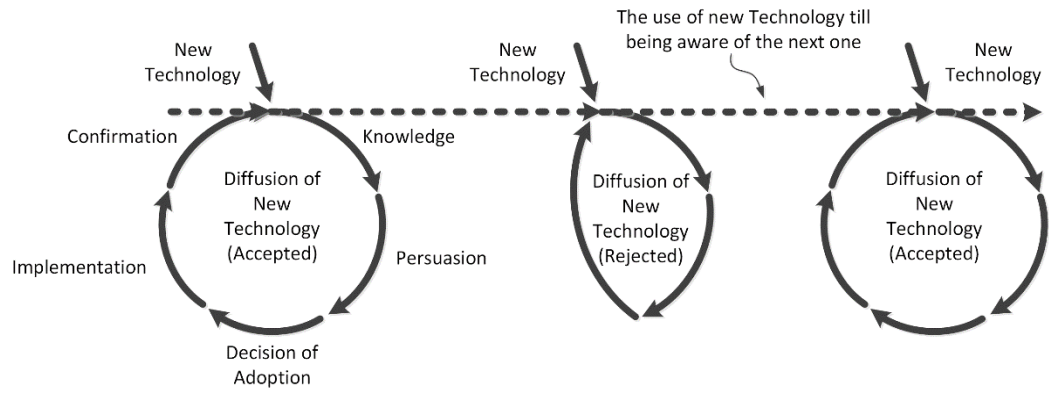 The use of new Technology till
being aware of the next one
New
Technology
New
Technology
New
Technology
Confirmation
Knowledge
Diffusion of
New
Technology
(Accepted)
Implementation
Persuasion
Decision of
Adoption
Diffusion of
New
Technology
(Rejected)
Diffusion of
New
Technology
(Accepted)